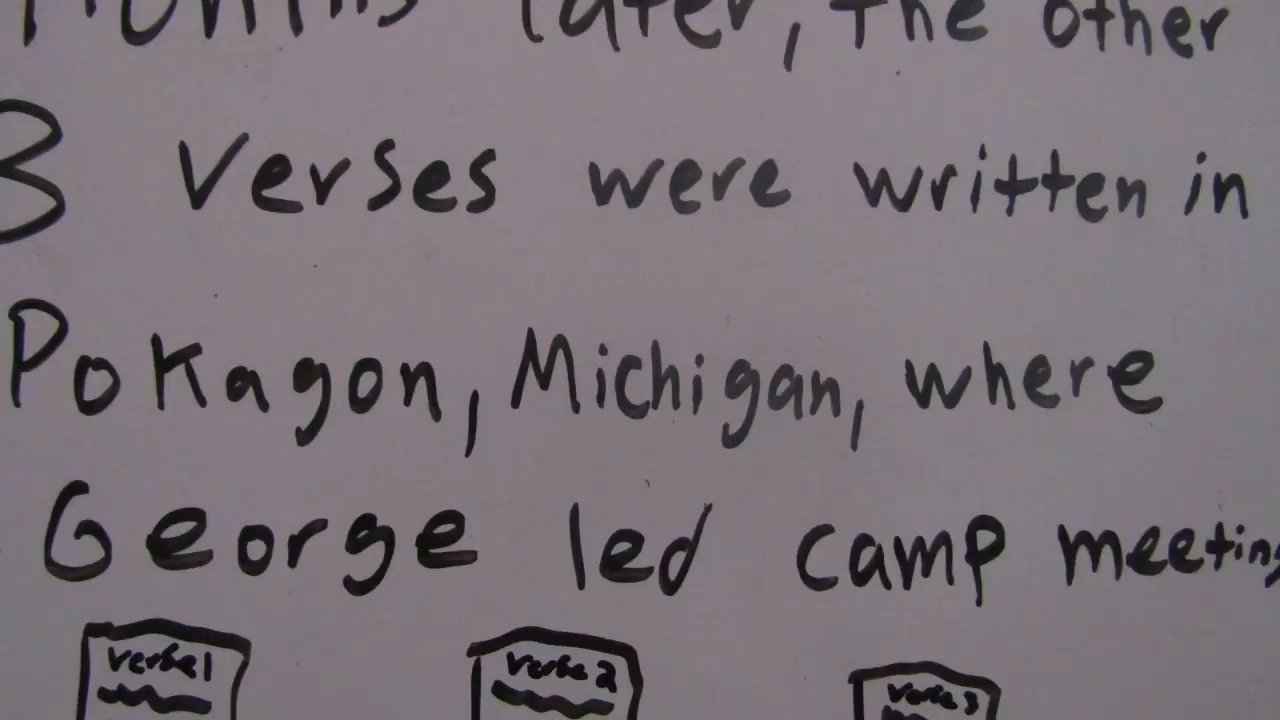 Months later, the other
3 verses were written in
Pokagon, Michigan, where
George led camp meeting
verse 1
verse 2
verse 3